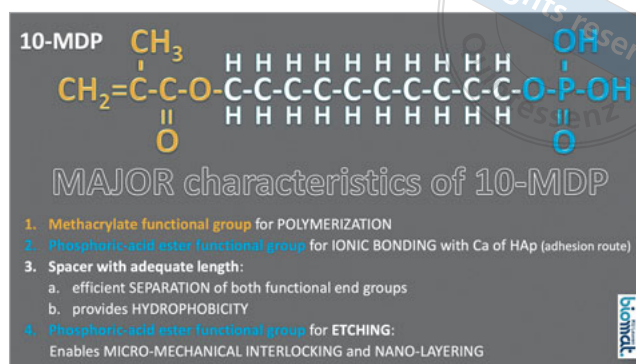 rights reser
Quintessenz
10-MDP
CH3 OH
H H H H H H H H H H
CH2=C-C-O-C-C-C-C-C-C-C-C-C-C-O-P-OH
H H H H H H H H H H
O O
MAJOR characteristics of 10-MDP
1. Methacrylate functional group for POLYMERIZATION
2. Phosphoric-acid ester functional group for IONIC BONDING with Ca of HAp (adhesion route)
3. Spacer with adequate length:
a. efficient SEPARATION of both functional end groups
b. provides HYDROPHOBICITY
4. Phosphoric-acid ester functional group for ETCHING:
Enables MICRO-MECHANICAL INTERLOCKING and NANO-LAYERING
biomat